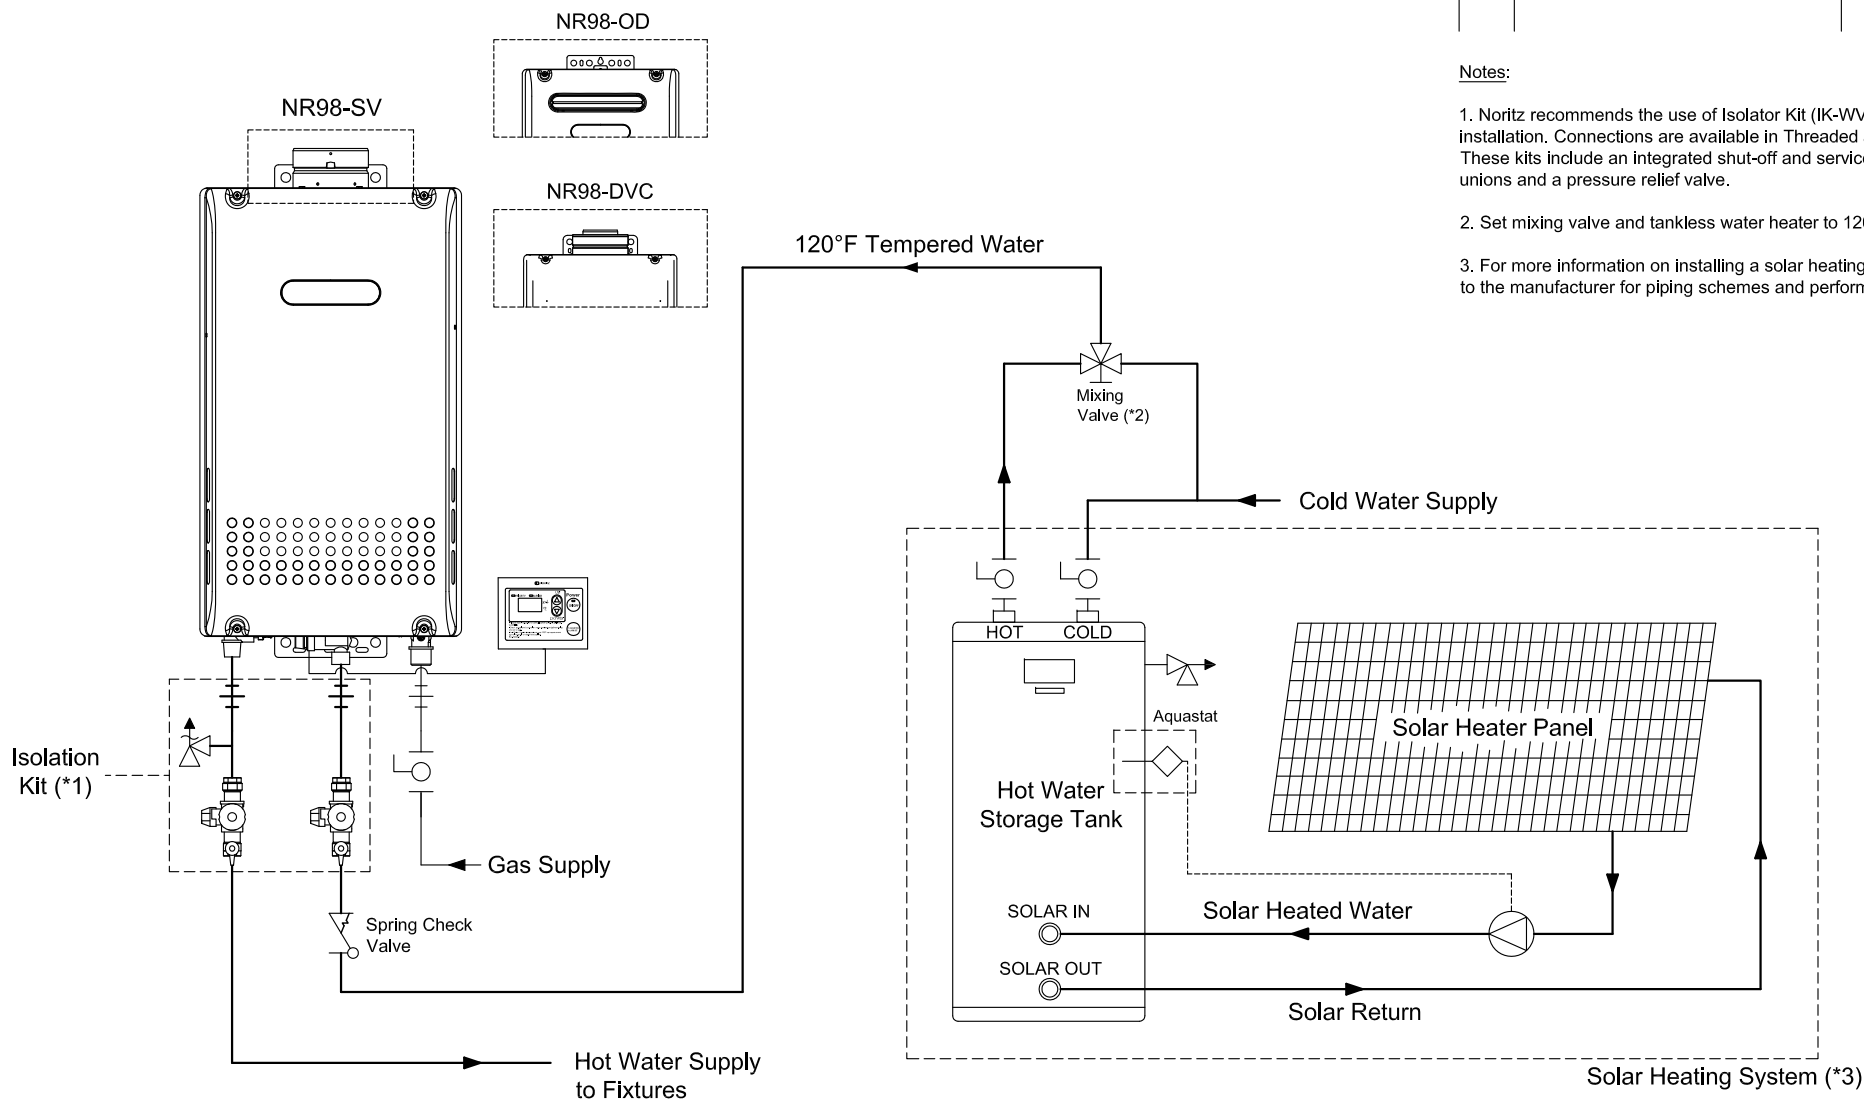 NR98-OD
NR98-SV
NR98-DVC
Notes:
1. Noritz recommends the use of Isolator Kit (IK-WV
installation. Connections are available in Threaded
These kits include an integrated shut-off and service
unions and a pressure relief valve.
2. Set mixing valve and tankless water heater to 120
3. For more information on installing a solar heating
to the manufacturer for piping schemes and perform
120°F Tempered Water
Mixing
Valve (*2)
Cold Water Supply
HOT
COLD
Aquastat
Solar Heater Panel
Isolation
Kit (*1)
Hot Water
Storage Tank
Gas Supply
Spring Check
Valve
SOLAR IN
Solar Heated Water
SOLAR OUT
Solar Return
Hot Water Supply
to Fixtures
Solar Heating System (*3)